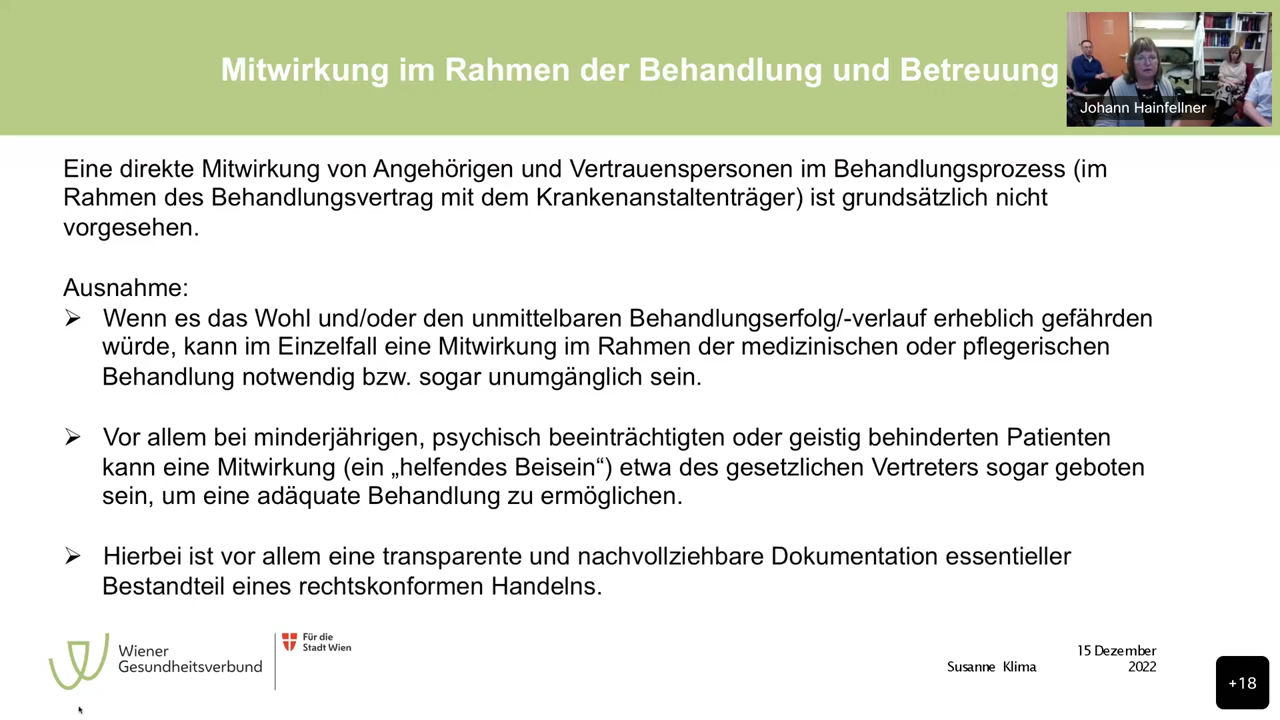 Mitwirkung im Rahmen der Behandlung und Betreuung
Johann Hainfellner
Eine direkte Mitwirkung von Angehörigen und Vertrauenspersonen im Behandlungsprozess (im
Rahmen des Behandlungsvertrag mit dem Krankenanstaltenträger) ist grundsätzlich nicht
vorgesehen.
Ausnahme:
➢ Wenn es das Wohl und/oder den unmittelbaren Behandlungserfolg/-verlauf erheblich gefährden
würde, kann im Einzelfall eine Mitwirkung im Rahmen der medizinischen oder pflegerischen
Behandlung notwendig bzw. sogar unumgänglich sein.
➢ Vor allem bei minderjährigen, psychisch beeinträchtigten oder geistig behinderten Patienten
kann eine Mitwirkung (ein „helfendes Beisein“) etwa des gesetzlichen Vertreters sogar geboten
sein, um eine adäquate Behandlung zu ermöglichen.
➢ Hierbei ist vor allem eine transparente und nachvollziehbare Dokumentation essentieller
Bestandteil eines rechtskonformen Handelns.
Wiener
Gesundheitsverbund
Für die
Stadt Wien
Susanne Klima
15 Dezember
2022
+18